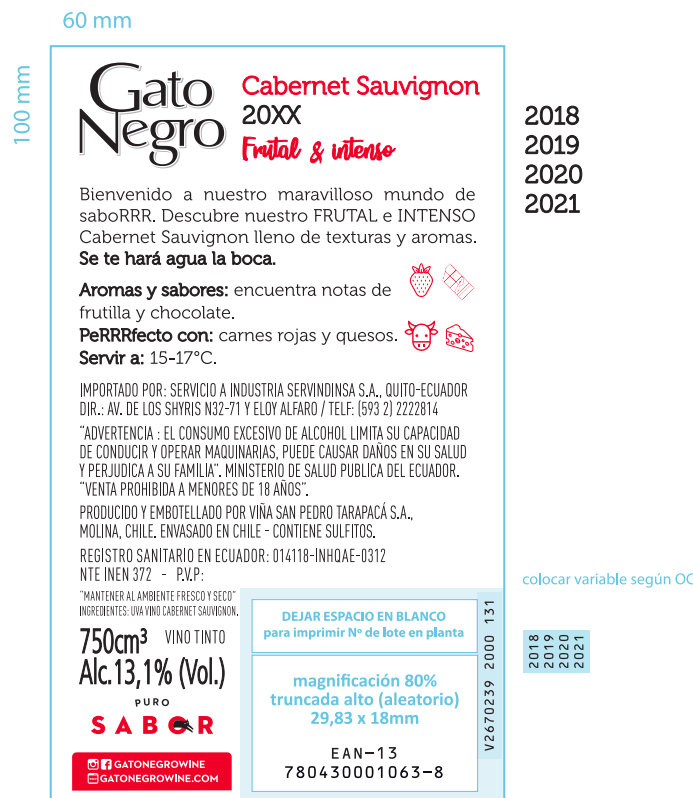 60 mm
100 mm
Gato
Negro
Cabernet Sauvignon
20XX
Frutal & intenso
2018
2019
2020
2021
Bienvenido a nuestro maravilloso mundo de
saboRRR. Descubre nuestro FRUTAL e INTENSO
Cabernet Sauvignon lleno de texturas y aromas.
Se te hará agua la boca.
Aromas y sabores: encuentra notas de
frutilla y chocolate.
PeRRRfecto con: carnes rojas y quesos.
Servir a: 15-17°C.
IMPORTADO POR: SERVICIO A INDUSTRIA SERVINDINSA S.A., QUITO-ECUADOR
DIR.: AV. DE LOS SHYRIS N32-71 Y ELOY ALFARO / TELF: (593 2) 2222814
"ADVERTENCIA : EL CONSUMO EXCESIVO DE ALCOHOL LIMITA SU CAPACIDAD
DE CONDUCIR Y OPERAR MAQUINARIAS, PUEDE CAUSAR DAÑOS EN SU SALUD
Y PERJUDICA A SU FAMILIA". MINISTERIO DE SALUD PUBLICA DEL ECUADOR.
"VENTA PROHIBIDA A MENORES DE 18 AÑOS".
PRODUCIDO Y EMBOTELLADO POR VIÑA SAN PEDRO TARAPACÁ S.A.,
MOLINA, CHILE. ENVASADO EN CHILE - CONTIENE SULFITOS.
REGISTRO SANITARIO EN ECUADOR: 014118-INHQAE-0312
NTE INEN 372 - P.V.P:
"MANTENER AL AMBIENTE FRESCO Y SECO"
INGREDIENTES: UVA VINO CABERNET SAUVIGNON.
750cm³ VINO TINTO
Alc.13,1% (Vol.)
PURO
SABOR
GATONEGROWINE
GATONEGROWINE.COM
DEJAR ESPACIO EN BLANCO
para imprimir Nº de lote en planta
magnificación 80%
truncada alto (aleatorio)
29,83 x 18mm
EAN-13
780430001063-8
V2670239 2000 131
colocar variable según OC
2018
2019
2020
2021